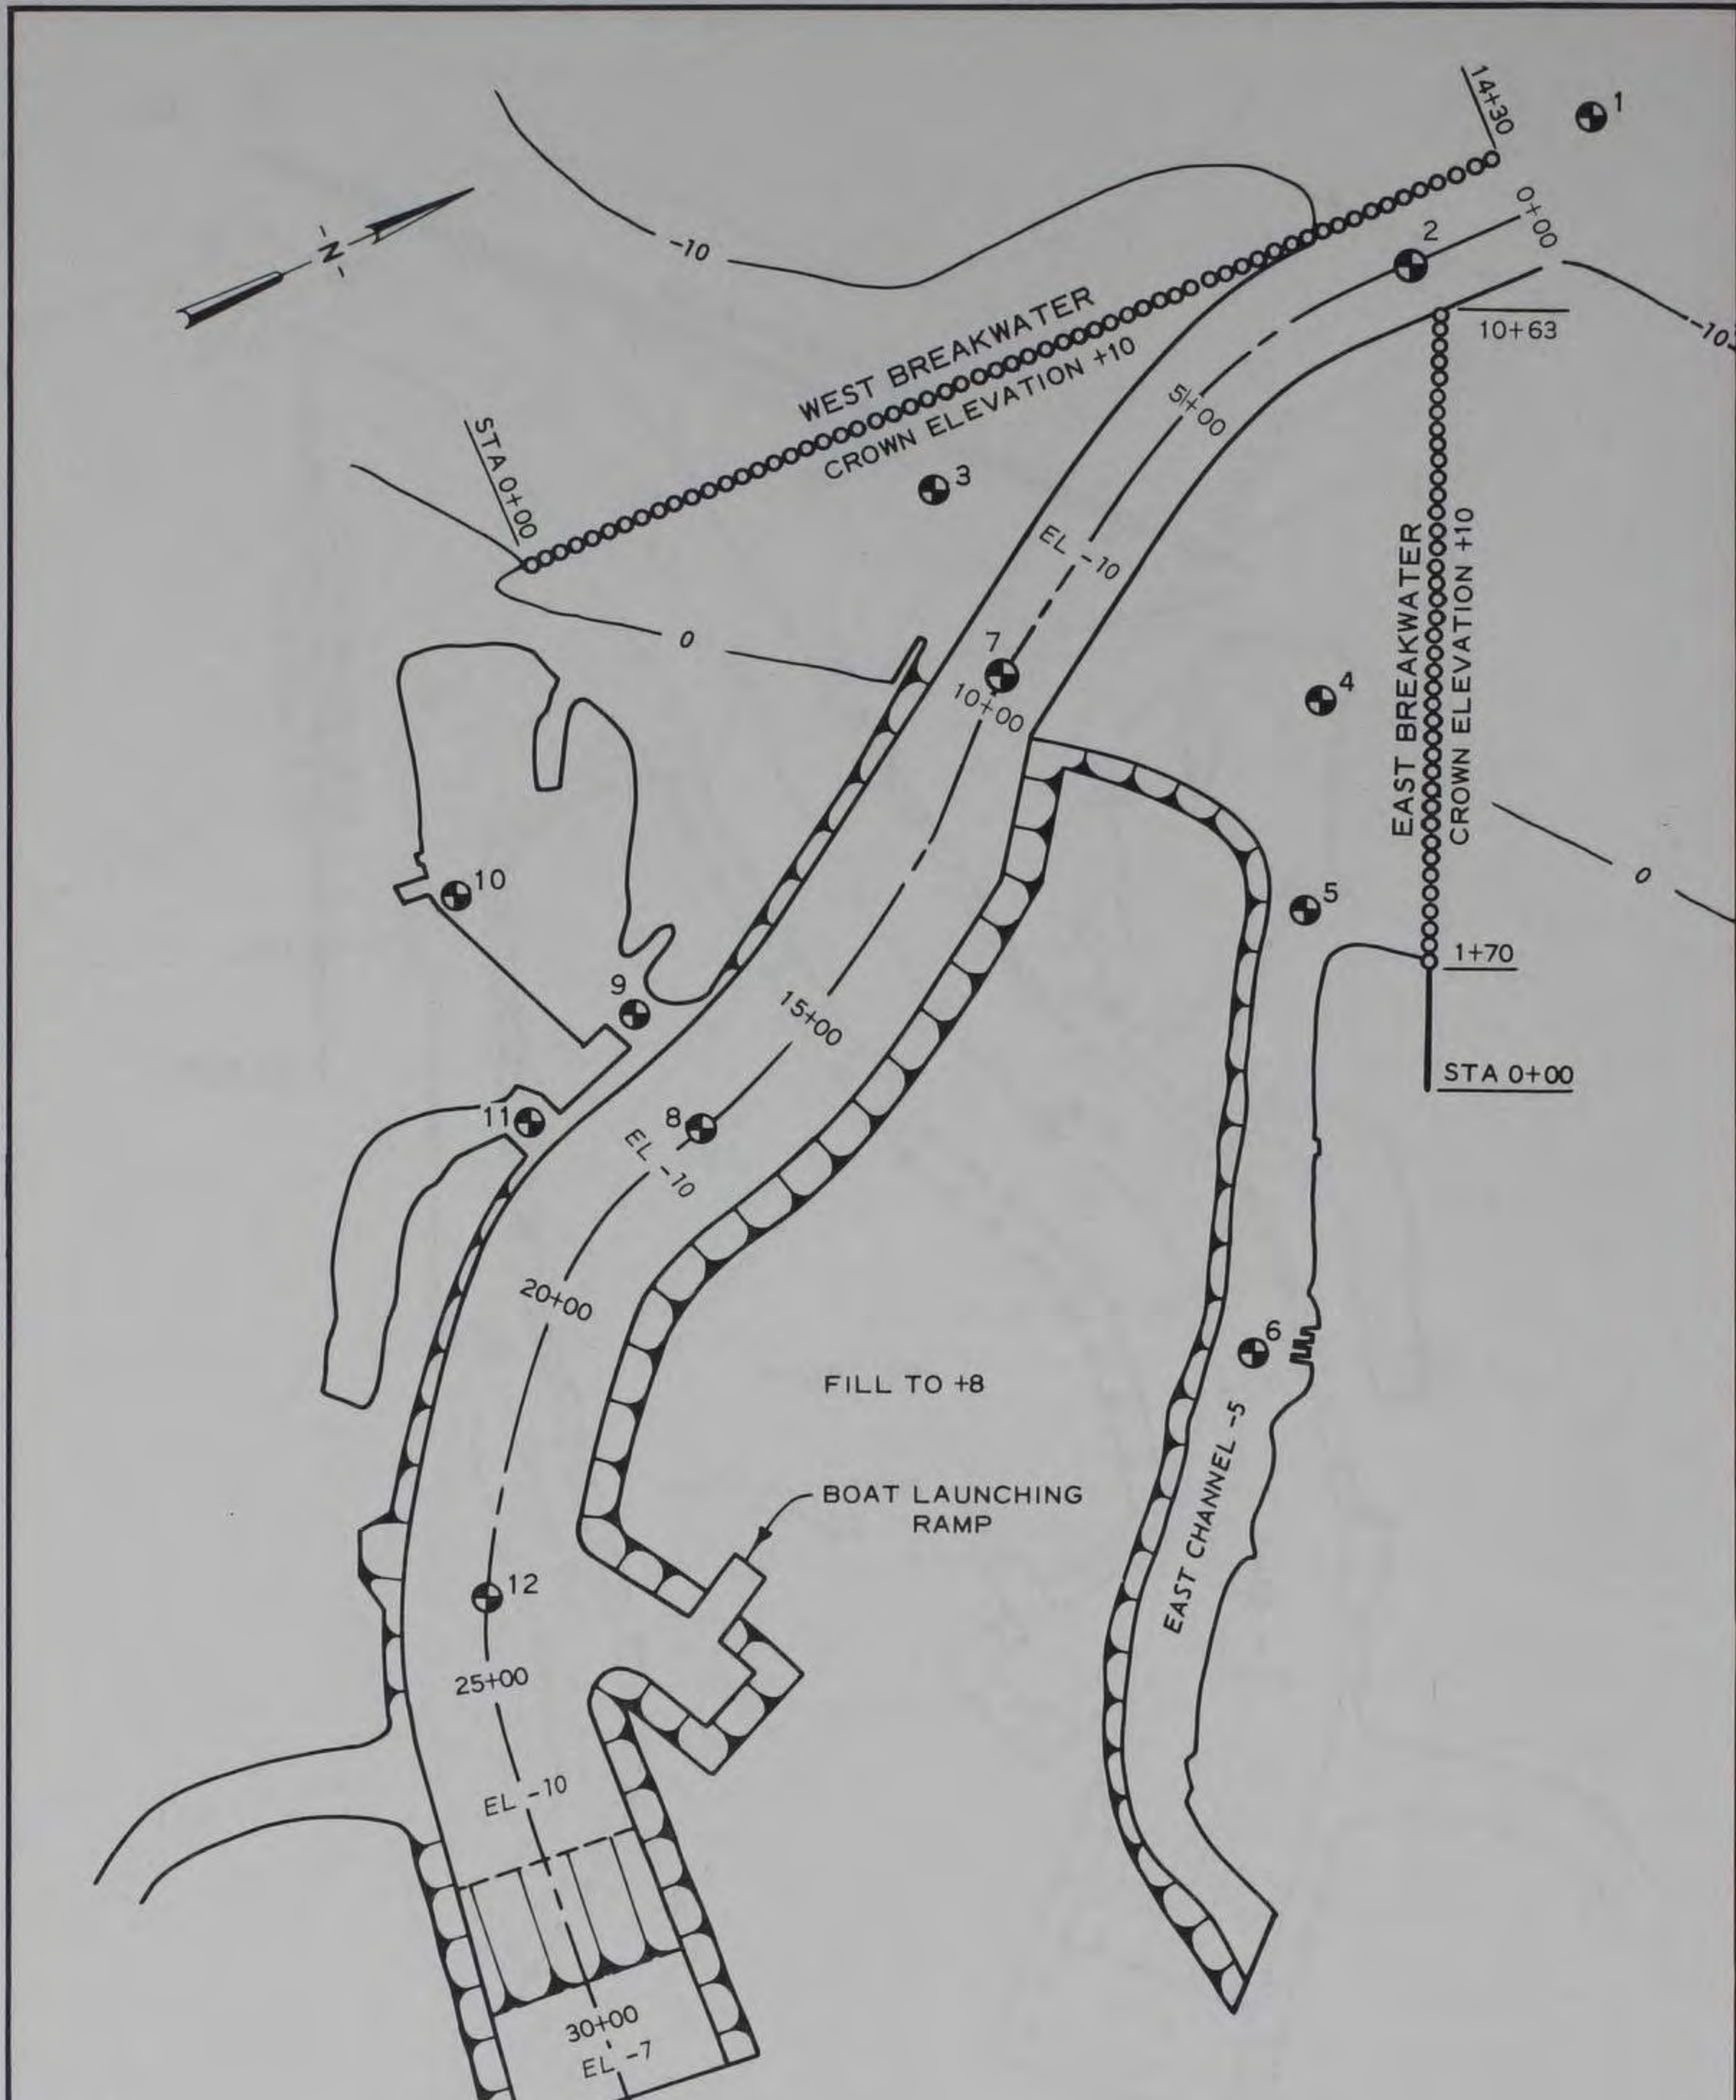 14+30
1
N
0+00
2
-10
-10
10+63
WEST BREAKWATER
CROWN ELEVATION +10
5+00
STA 0+00
3
EL -10
EAST BREAKWATER
CROWN ELEVATION +10
0
7
4
10+00
0
10
5
1+70
9
15+00
STA 0+00
11
8
EL -10
20+00
6
FILL TO +8
EAST CHANNEL -5
BOAT LAUNCHING
RAMP
12
25+00
EL -10
30+00
EL -7